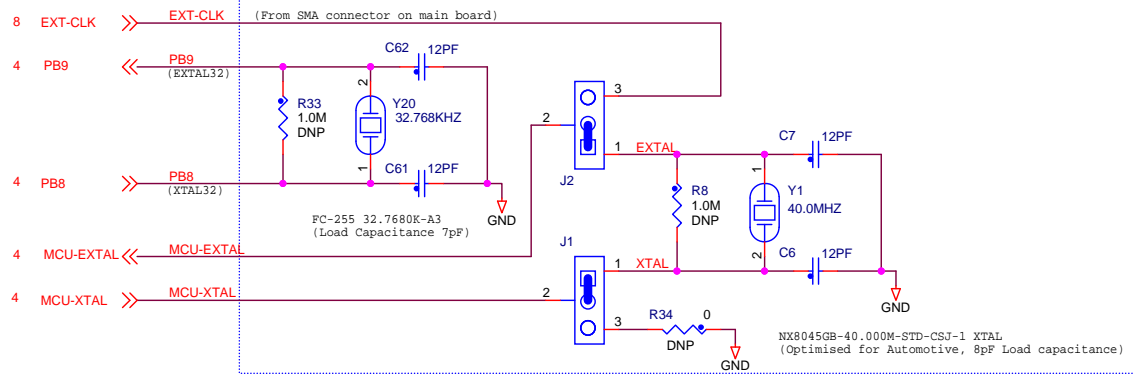 8 EXT-CLK EXT-CLK (From SMA connector on main board)
4 PB9 PB9
(EXTAL32)
C62 12PF
R33
1.0M
DNP
2
Y20
32.768KHZ
1
C61 12PF
4 PB8 PB8
(XTAL32)
GND
FC-255 32.7680K-A3
(Load Capacitance 7pF)
3
2
1
J2
EXTAL
C7 12PF
R8
1.0M
DNP
1
Y1
40.0MHZ
2
C6 12PF
GND
4 MCU-EXTAL MCU-EXTAL
J1
1 XTAL
4 MCU-XTAL MCU-XTAL 2
3
R34 0
DNP
GND
NX8045GB-40.000M-STD-CSJ-1 XTAL
(Optimised for Automotive, 8pF Load capacitance)